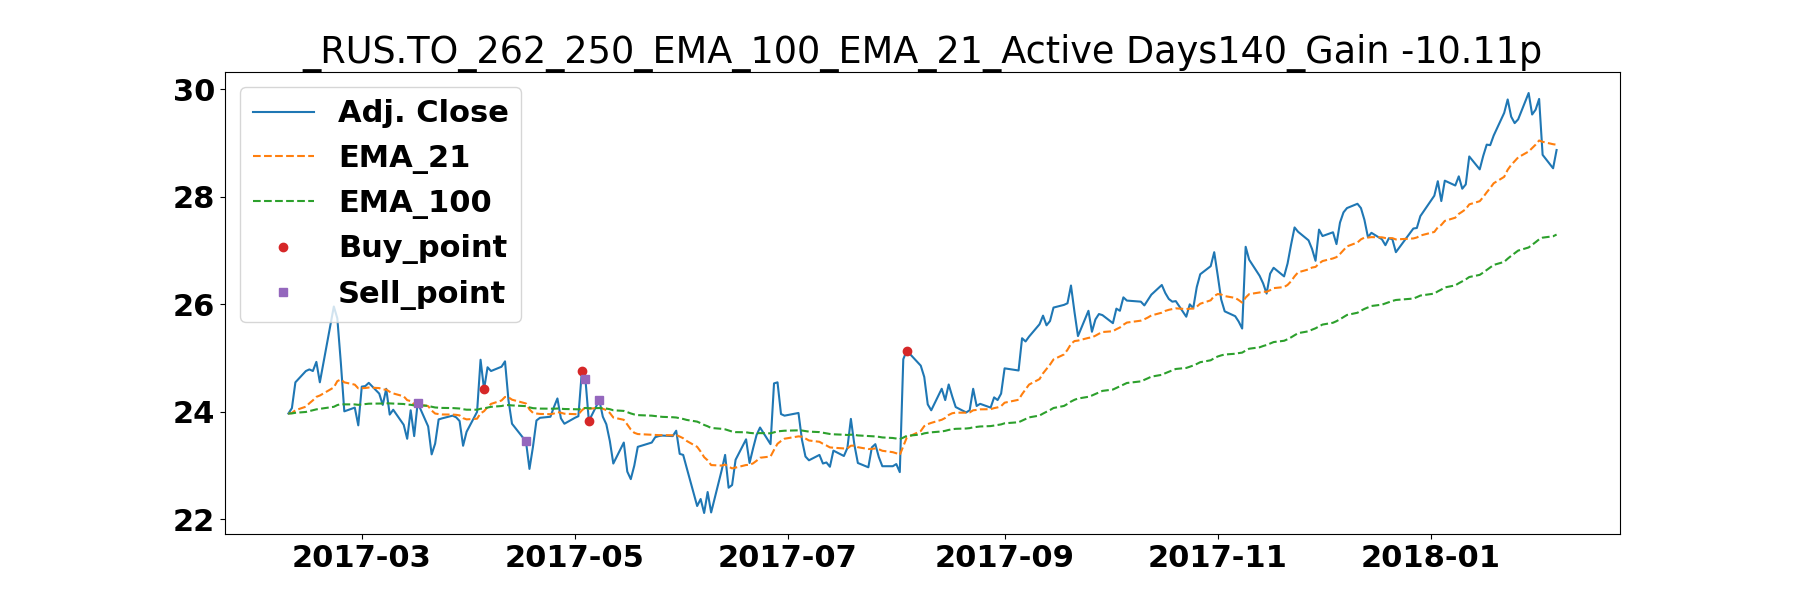 _RUS.TO_262_250_EMA_100_EMA_21_Active Days140_Gain -10.11p
30
28
26
24
22
Adj. Close
EMA_21
EMA_100
Buy_point
Sell_point
2017-03 2017-05 2017-07 2017-09 2017-11 2018-01